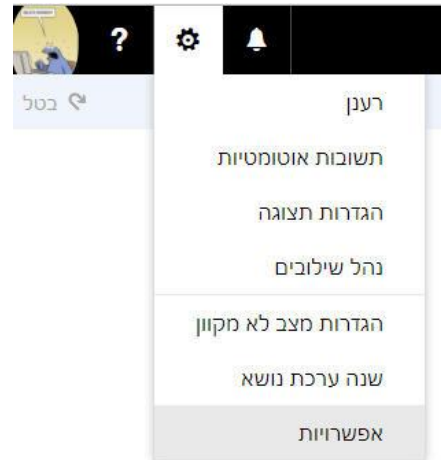 ?
בטל
רענן
תשובות אוטומטיות
הגדרות תצוגה
נהל שילובים
הגדרות מצב לא מקוון
שנה ערכת נושא
אפשרויות